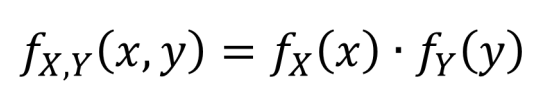 f_{X,Y}(x, y) = f_X(x) · f_Y(y)